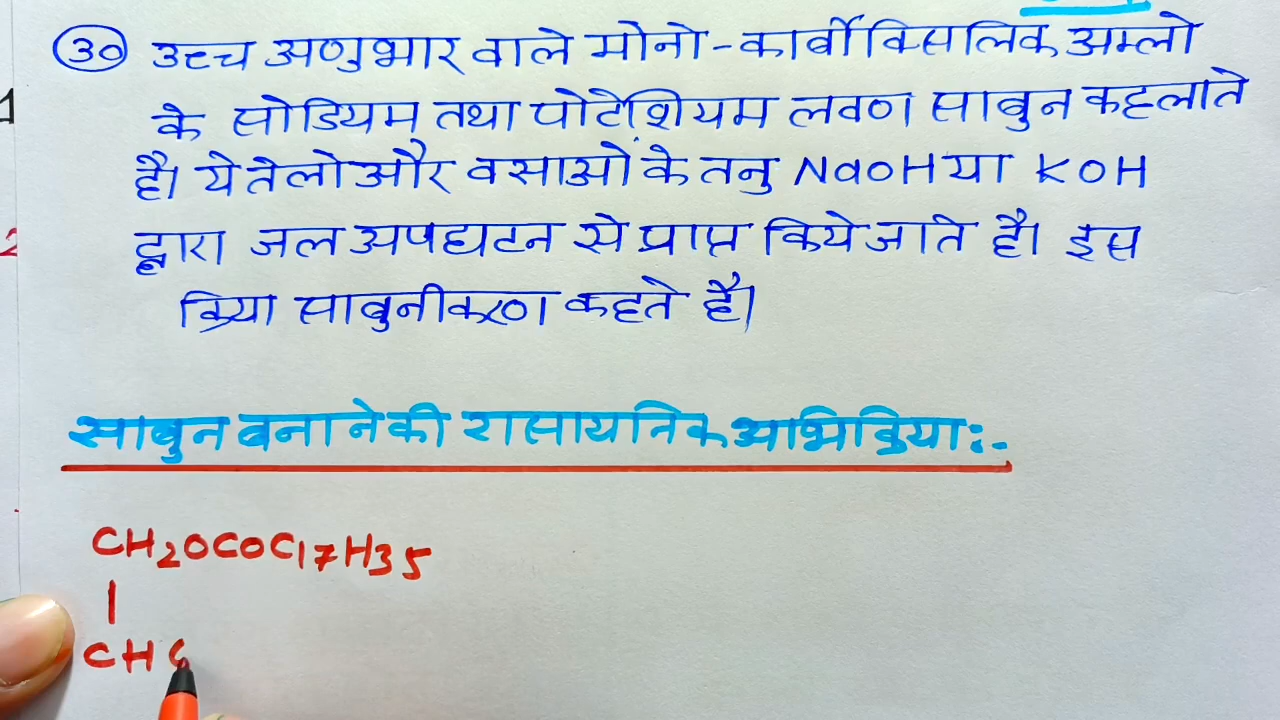 30 उच्च अणुभार वाले मोनो-कार्बोक्सिलिक अम्लो
के सोडियम तथा पोटेशियम लवण साबुन कहलाते
है। ये तेलो और वसाओं के तनु NaOH या KOH
द्वारा जल अपघटन से प्राप्त किये जाते है। इस
क्रिया साबुनीकरण कहते है।
साबुन बनाने की रासायनिक अभिक्रिया:-
CH2OCOC17H35
|
CH